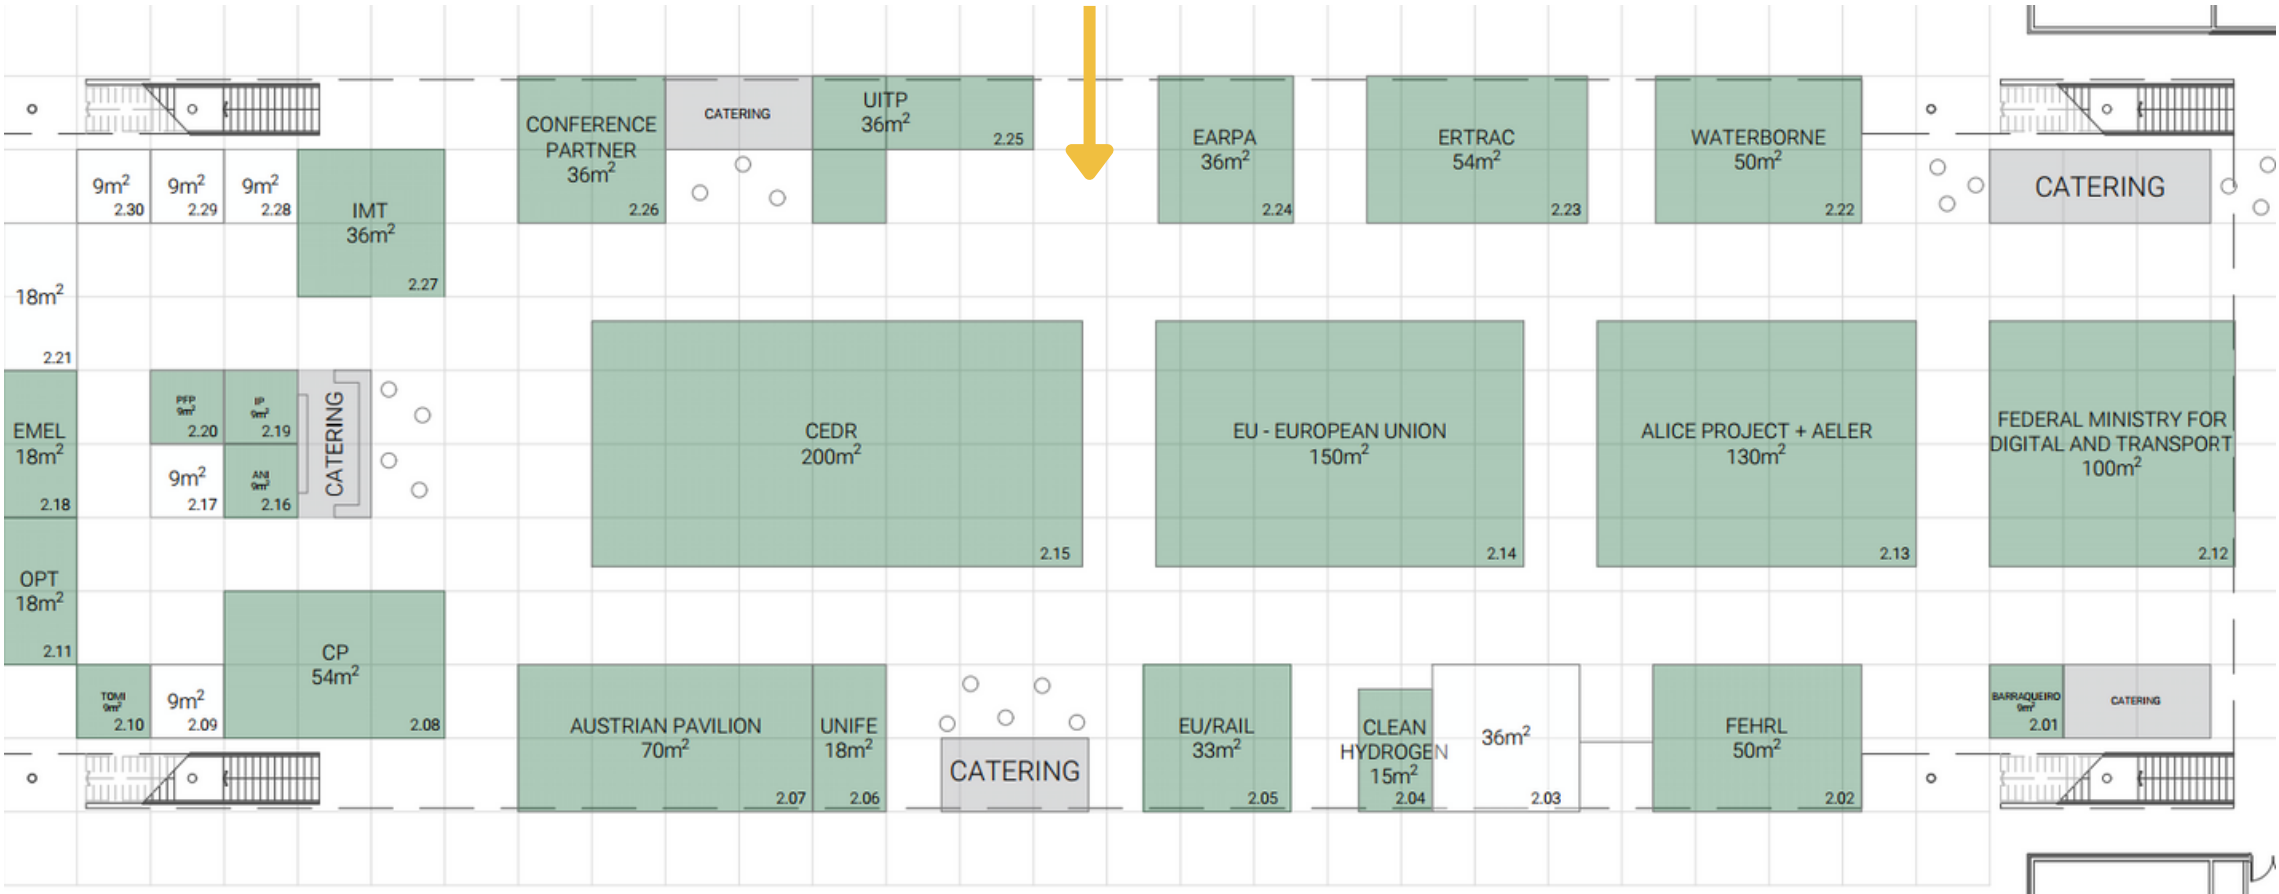 CONFERENCE
PARTNER
36m²
2.26
CATERING
UITP
36m²
2.25
EARPA
36m²
2.24
ERTRAC
54m²
2.23
WATERBORNE
50m²
2.22
CATERING
9m²
2.30
9m²
2.29
9m²
2.28
IMT
36m²
2.27
18m²
2.21
EMEL
18m²
2.18
PFP
9m²
2.20
IP
9m²
2.19
9m²
2.17
ANI
9m²
2.16
CATERING
CEDR
200m²
2.15
EU - EUROPEAN UNION
150m²
2.14
ALICE PROJECT + AELER
130m²
2.13
FEDERAL MINISTRY FOR
DIGITAL AND TRANSPORT
100m²
2.12
OPT
18m²
2.11
TOMI
9m²
2.10
9m²
2.09
CP
54m²
2.08
AUSTRIAN PAVILION
70m²
2.07
UNIFE
18m²
2.06
CATERING
EU/RAIL
33m²
2.05
CLEAN
HYDROGEN
15m²
2.04
36m²
2.03
FEHRL
50m²
2.02
BARRAQUEIRO
9m²
2.01
CATERING